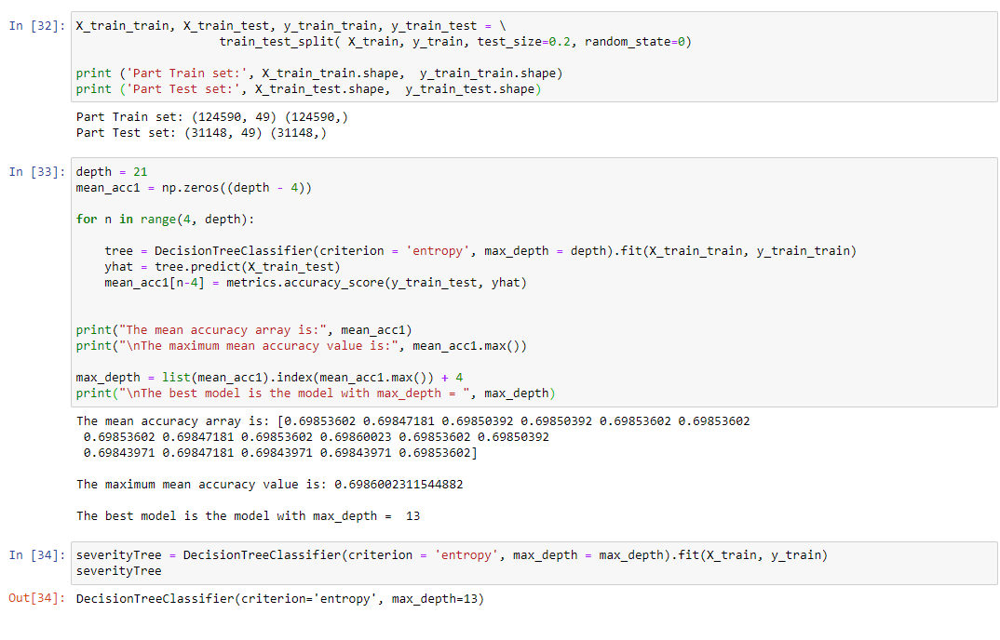 In [32]: X_train_train, X_train_test, y_train_train, y_train_test = \
train_test_split( X_train, y_train, test_size=0.2, random_state=0)
print ('Part Train set:', X_train_train.shape,  y_train_train.shape)
print ('Part Test set:', X_train_test.shape,  y_train_test.shape)
Part Train set: (124590, 49) (124590,)
Part Test set: (31148, 49) (31148,)
In [33]: depth = 21
mean_acc1 = np.zeros((depth - 4))
for n in range(4, depth):
tree = DecisionTreeClassifier(criterion = 'entropy', max_depth = depth).fit(X_train_train, y_train_train)
yhat = tree.predict(X_train_test)
mean_acc1[n-4] = metrics.accuracy_score(y_train_test, yhat)
print("The mean accuracy array is:", mean_acc1)
print("\nThe maximum mean accuracy value is:", mean_acc1.max())
max_depth = list(mean_acc1).index(mean_acc1.max()) + 4
print("\nThe best model is the model with max_depth = ", max_depth)
The mean accuracy array is: [0.69853602 0.69847181 0.69850392 0.69850392 0.69853602 0.69853602
0.69853602 0.69847181 0.69853602 0.69860023 0.69853602 0.69850392
0.69843971 0.69847181 0.69843971 0.69843971 0.69853602]
The maximum mean accuracy value is: 0.6986002311544882
The best model is the model with max_depth =  13
In [34]: severityTree = DecisionTreeClassifier(criterion = 'entropy', max_depth = max_depth).fit(X_train, y_train)
severityTree
Out[34]: DecisionTreeClassifier(criterion='entropy', max_depth=13)